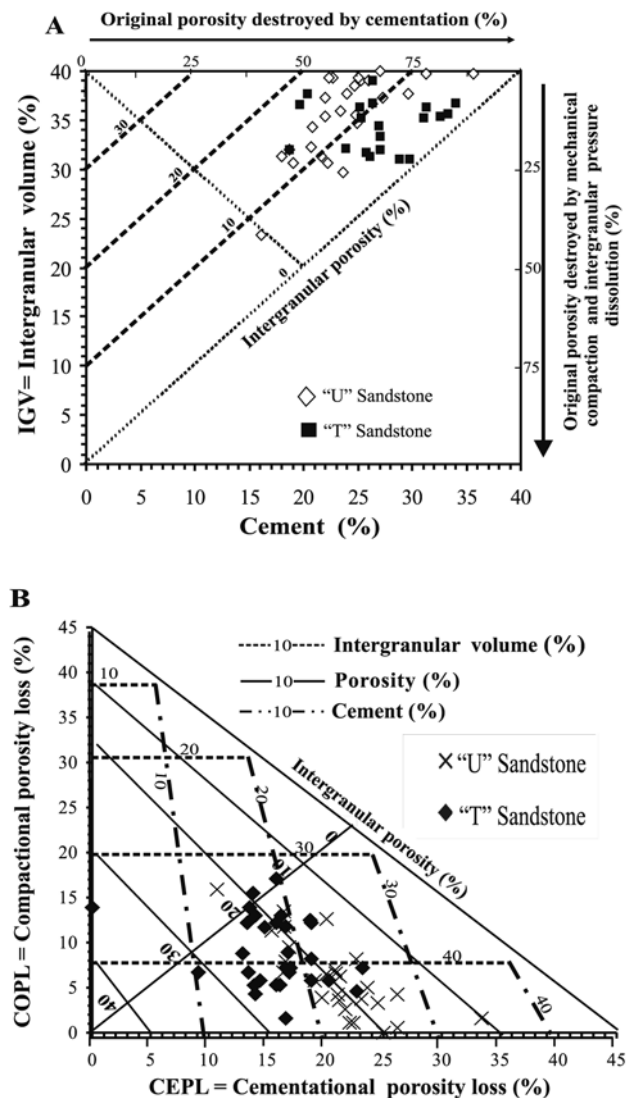 A
Original porosity destroyed by cementation (%)
0 25 50 75
IGV= Intergranular volume (%)
40
35
30
25
20
15
10
5
0
30
20
10
0
Intergranular porosity (%)
"U" Sandstone
"T" Sandstone
25
50
75
Original porosity destroyed by mechanical
compaction and intergranular pressure
dissolution (%)
0 5 10 15 20 25 30 35 40
Cement (%)
B
COPL = Compactional porosity loss (%)
45
40
35
30
25
20
15
10
5
0
10 Intergranular volume (%)
10 Porosity (%)
10 Cement (%)
"U" Sandstone
"T" Sandstone
Intergranular porosity (%)
10
20
30
40
10
20
30
40
0
10
20
30
40
0 5 10 15 20 25 30 35 40 45
CEPL = Cementational porosity loss (%)